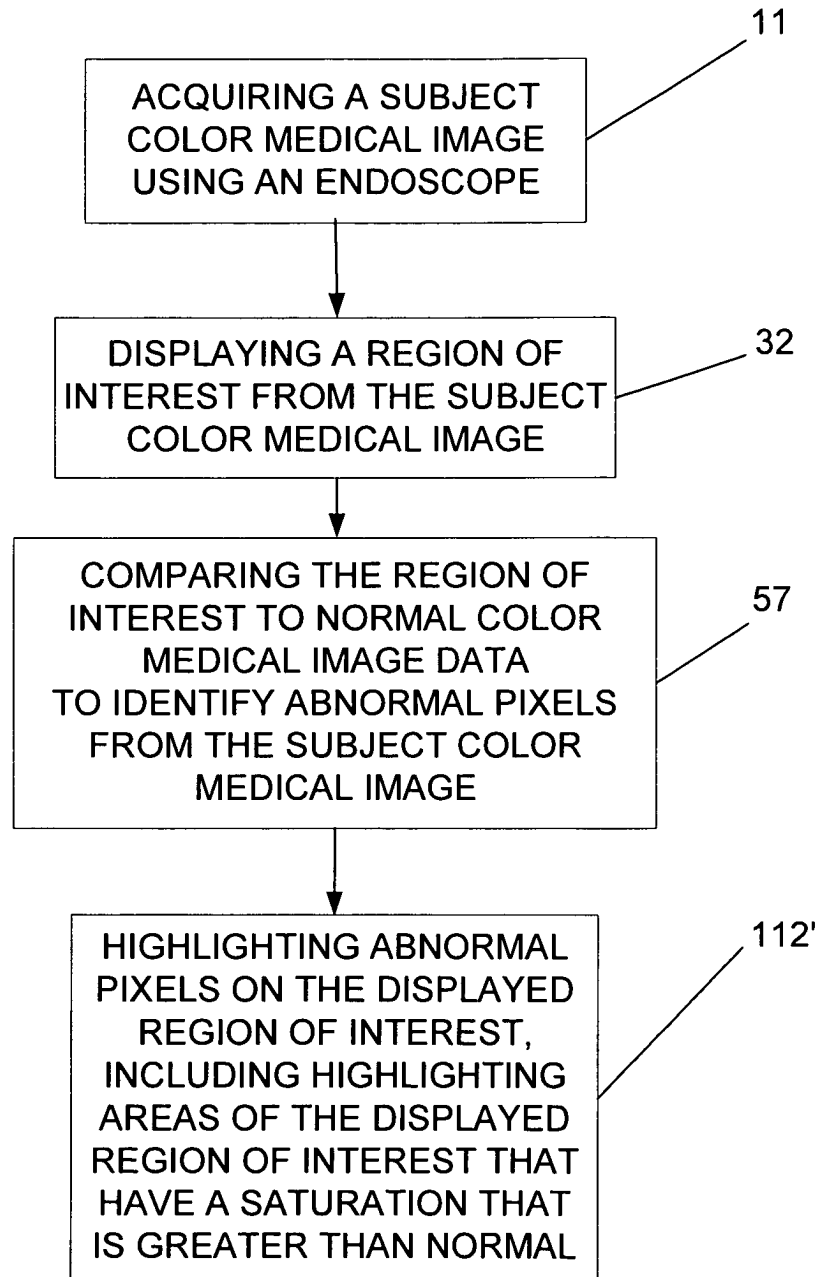 11
ACQUIRING A SUBJECT
COLOR MEDICAL IMAGE
USING AN ENDOSCOPE
32
DISPLAYING A REGION OF
INTEREST FROM THE SUBJECT
COLOR MEDICAL IMAGE
57
COMPARING THE REGION OF
INTEREST TO NORMAL COLOR
MEDICAL IMAGE DATA
TO IDENTIFY ABNORMAL PIXELS
FROM THE SUBJECT COLOR
MEDICAL IMAGE
112'
HIGHLIGHTING ABNORMAL
PIXELS ON THE DISPLAYED
REGION OF INTEREST,
INCLUDING HIGHLIGHTING
AREAS OF THE DISPLAYED
REGION OF INTEREST THAT
HAVE A SATURATION THAT
IS GREATER THAN NORMAL